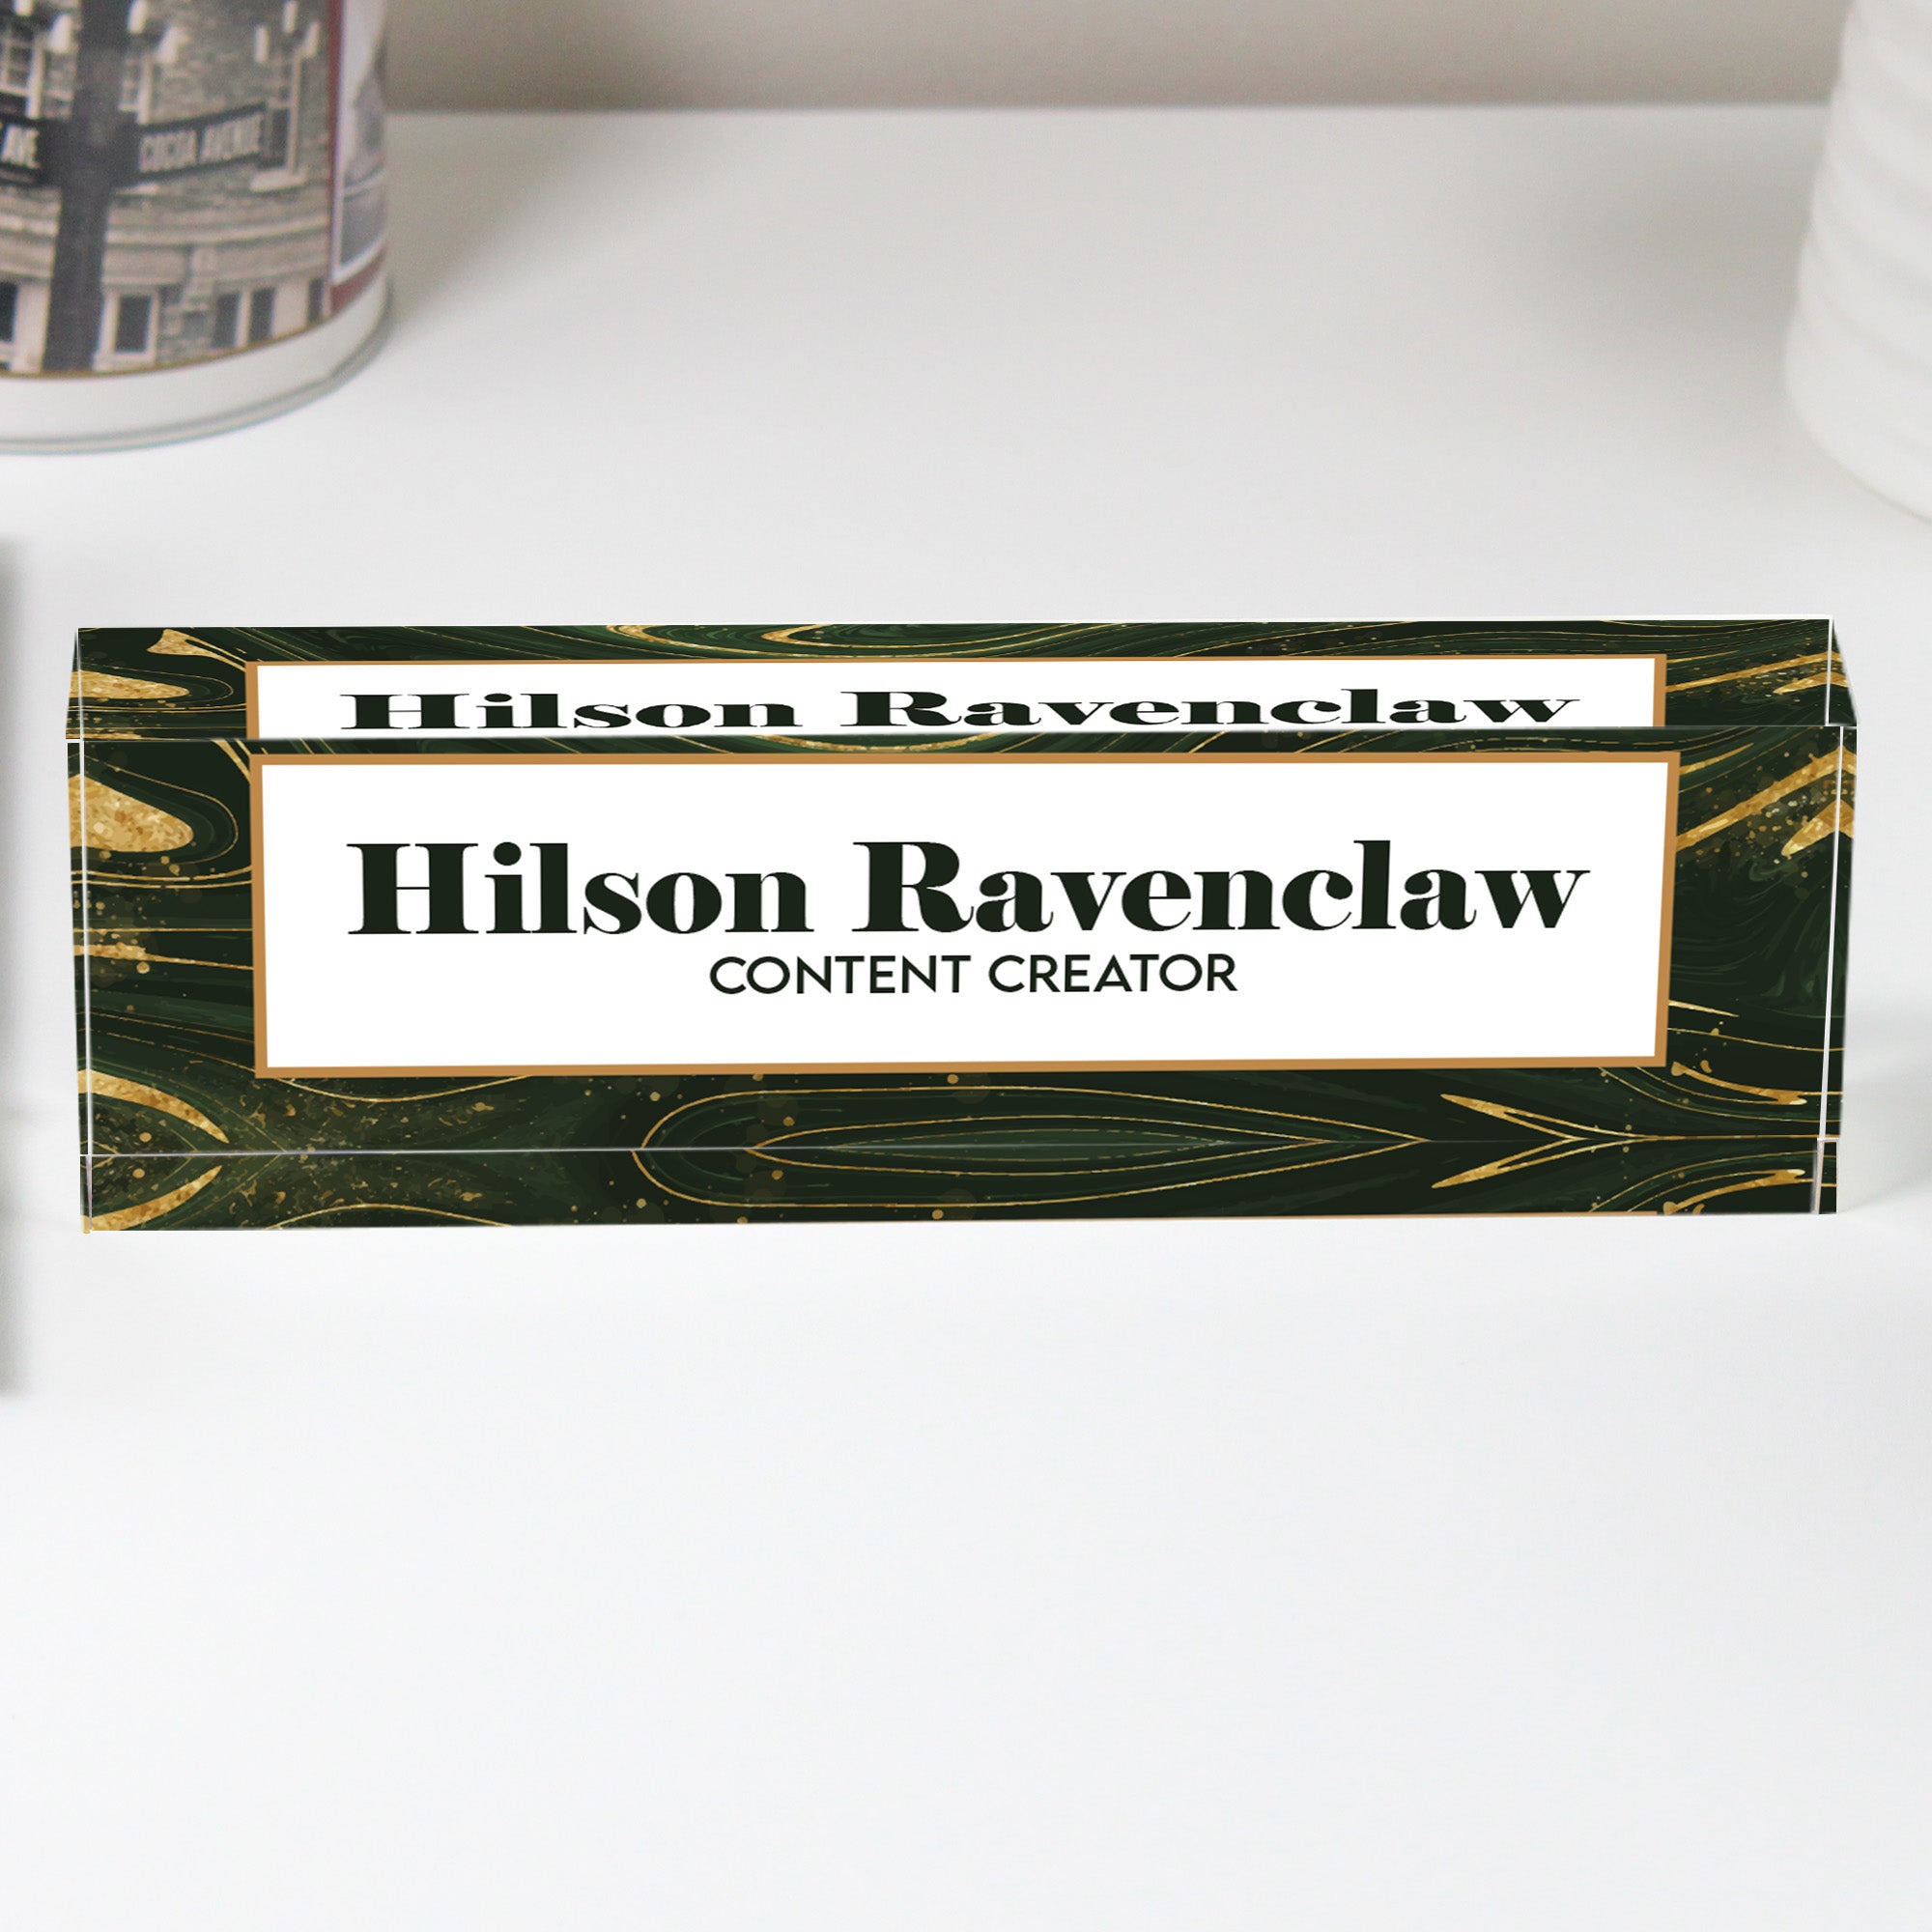 AVE.
COCOA AVENUE
Hilson Ravenclaw
Hilson Ravenclaw
CONTENT CREATOR